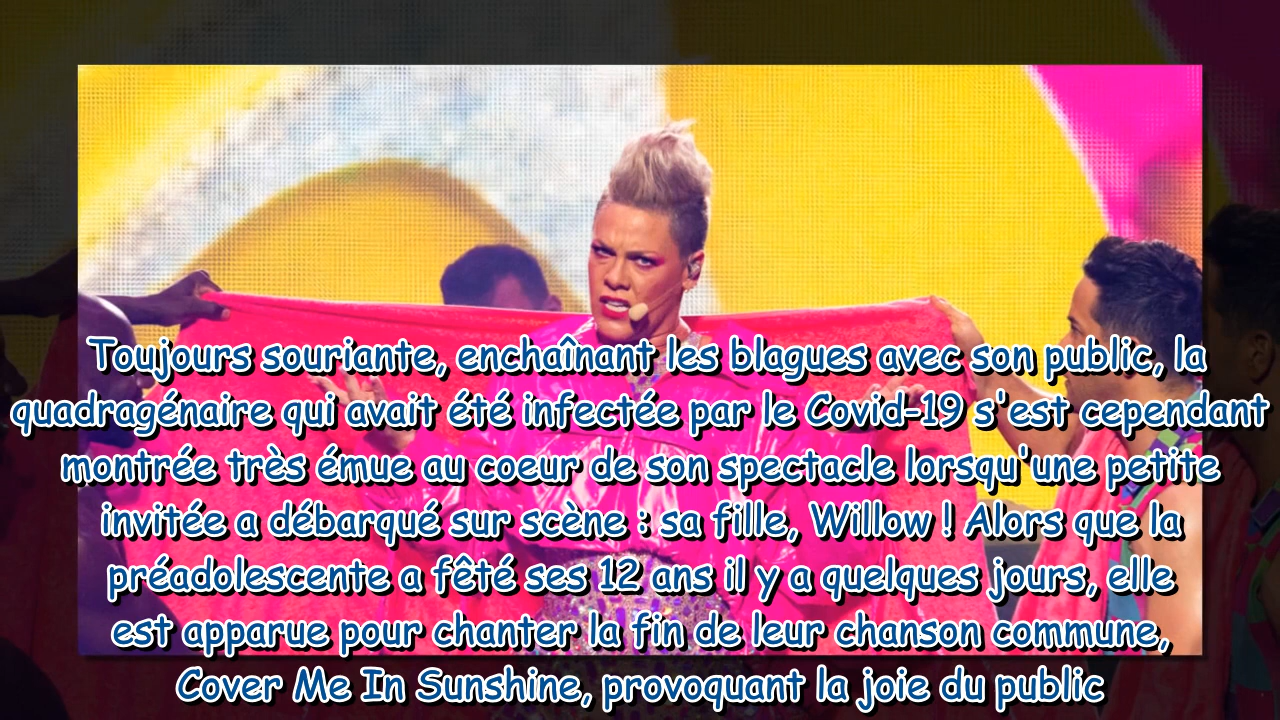 Toujours souriante, enchaînant les blagues avec son public, la
quadragénaire qui avait été infectée par le Covid-19 s'est cependant
montrée très émue au coeur de son spectacle lorsqu'une petite
invitée a débarqué sur scène : sa fille, Willow ! Alors que la
préadolescente a fêté ses 12 ans il y a quelques jours, elle
est apparue pour chanter la fin de leur chanson commune,
Cover Me In Sunshine, provoquant la joie du public